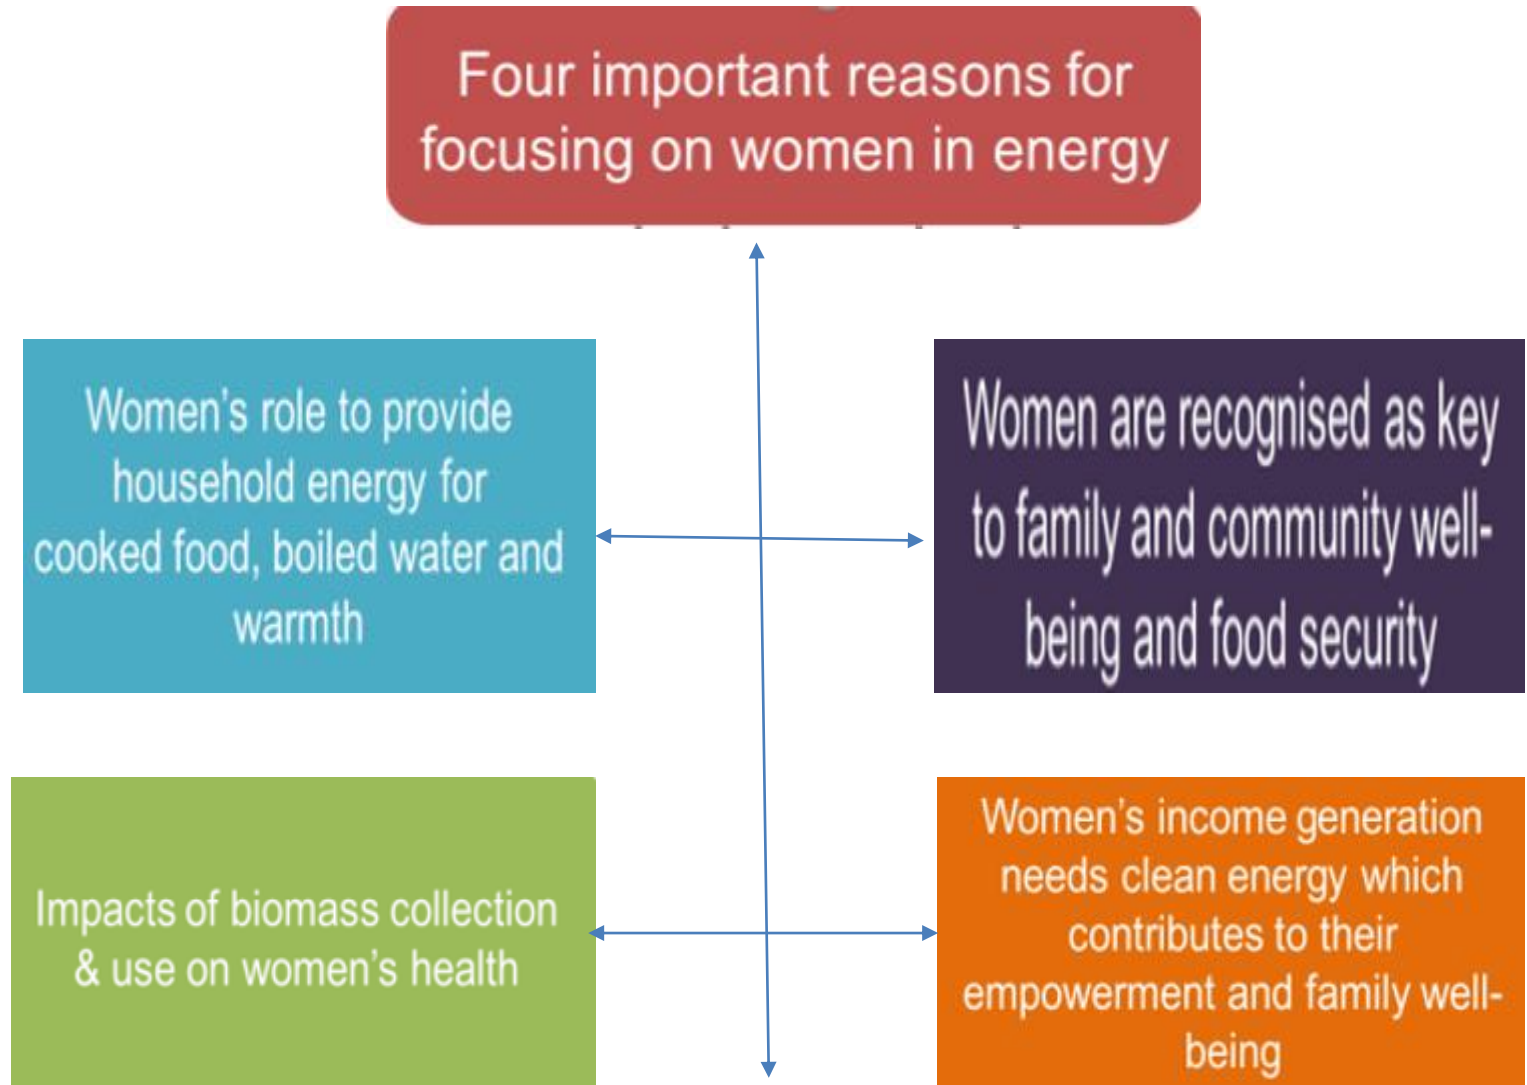 Four important reasons for
focusing on women in energy
Women's role to provide
household energy for
cooked food, boiled water and
warmth
Women are recognised as key
to family and community well-
being and food security
Impacts of biomass collection
& use on women's health
Women's income generation
needs clean energy which
contributes to their
empowerment and family well-
being